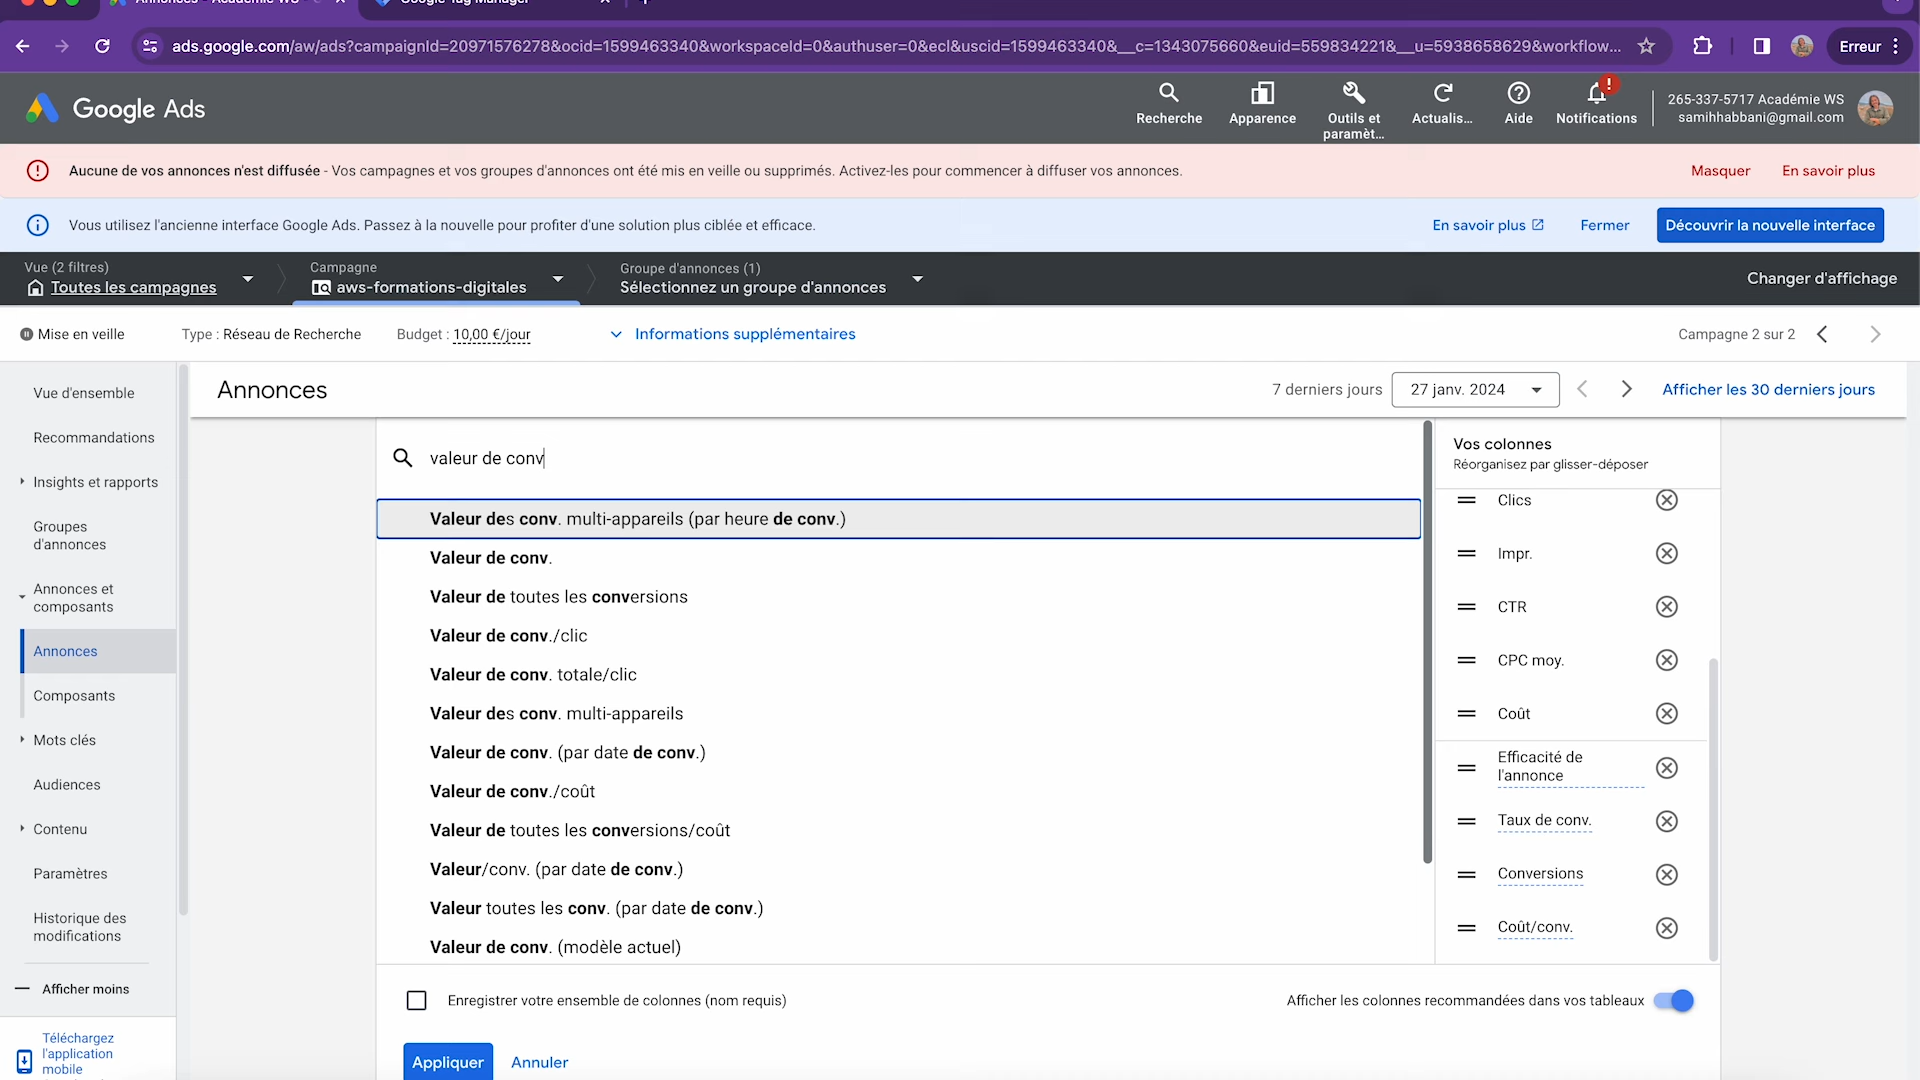 ads.google.com/aw/ads?campaignId=20971576278&ocid=1599463340&workspaceId=0&authuser=0&ecl&uscid=1599463340&__c=1343075660&euid=559834221&__u=5938658629&workflow...
Erreur
Google Ads
Recherche
Apparence
Outils et
paramèt...
Actualis...
Aide
Notifications
265-337-5717 Académie WS
samihhabbani@gmail.com
Aucune de vos annonces n'est diffusée - Vos campagnes et vos groupes d'annonces ont été mis en veille ou supprimés. Activez-les pour commencer à diffuser vos annonces.
Masquer
En savoir plus
Vous utilisez l'ancienne interface Google Ads. Passez à la nouvelle pour profiter d'une solution plus ciblée et efficace.
En savoir plus
Fermer
Découvrir la nouvelle interface
Vue (2 filtres)
Toutes les campagnes
Campagne
aws-formations-digitales
Groupe d'annonces (1)
Sélectionnez un groupe d'annonces
Changer d'affichage
Mise en veille
Type : Réseau de Recherche
Budget : 10,00 €/jour
Informations supplémentaires
Campagne 2 sur 2
Vue d'ensemble
Recommandations
Insights et rapports
Groupes
d'annonces
Annonces et
composants
Annonces
Composants
Mots clés
Audiences
Contenu
Paramètres
Historique des
modifications
Afficher moins
Téléchargez
l'application
mobile
Annonces
7 derniers jours
27 janv. 2024
Afficher les 30 derniers jours
valeur de conv
Valeur des conv. multi-appareils (par heure de conv.)
Valeur de conv.
Valeur de toutes les conversions
Valeur de conv./clic
Valeur de conv. totale/clic
Valeur des conv. multi-appareils
Valeur de conv. (par date de conv.)
Valeur de conv./coût
Valeur de toutes les conversions/coût
Valeur/conv. (par date de conv.)
Valeur toutes les conv. (par date de conv.)
Valeur de conv. (modèle actuel)
Vos colonnes
Réorganisez par glisser-déposer
Clics
Impr.
CTR
CPC moy.
Coût
Efficacité de
l'annonce
Taux de conv.
Conversions
Coût/conv.
Enregistrer votre ensemble de colonnes (nom requis)
Afficher les colonnes recommandées dans vos tableaux
Appliquer
Annuler